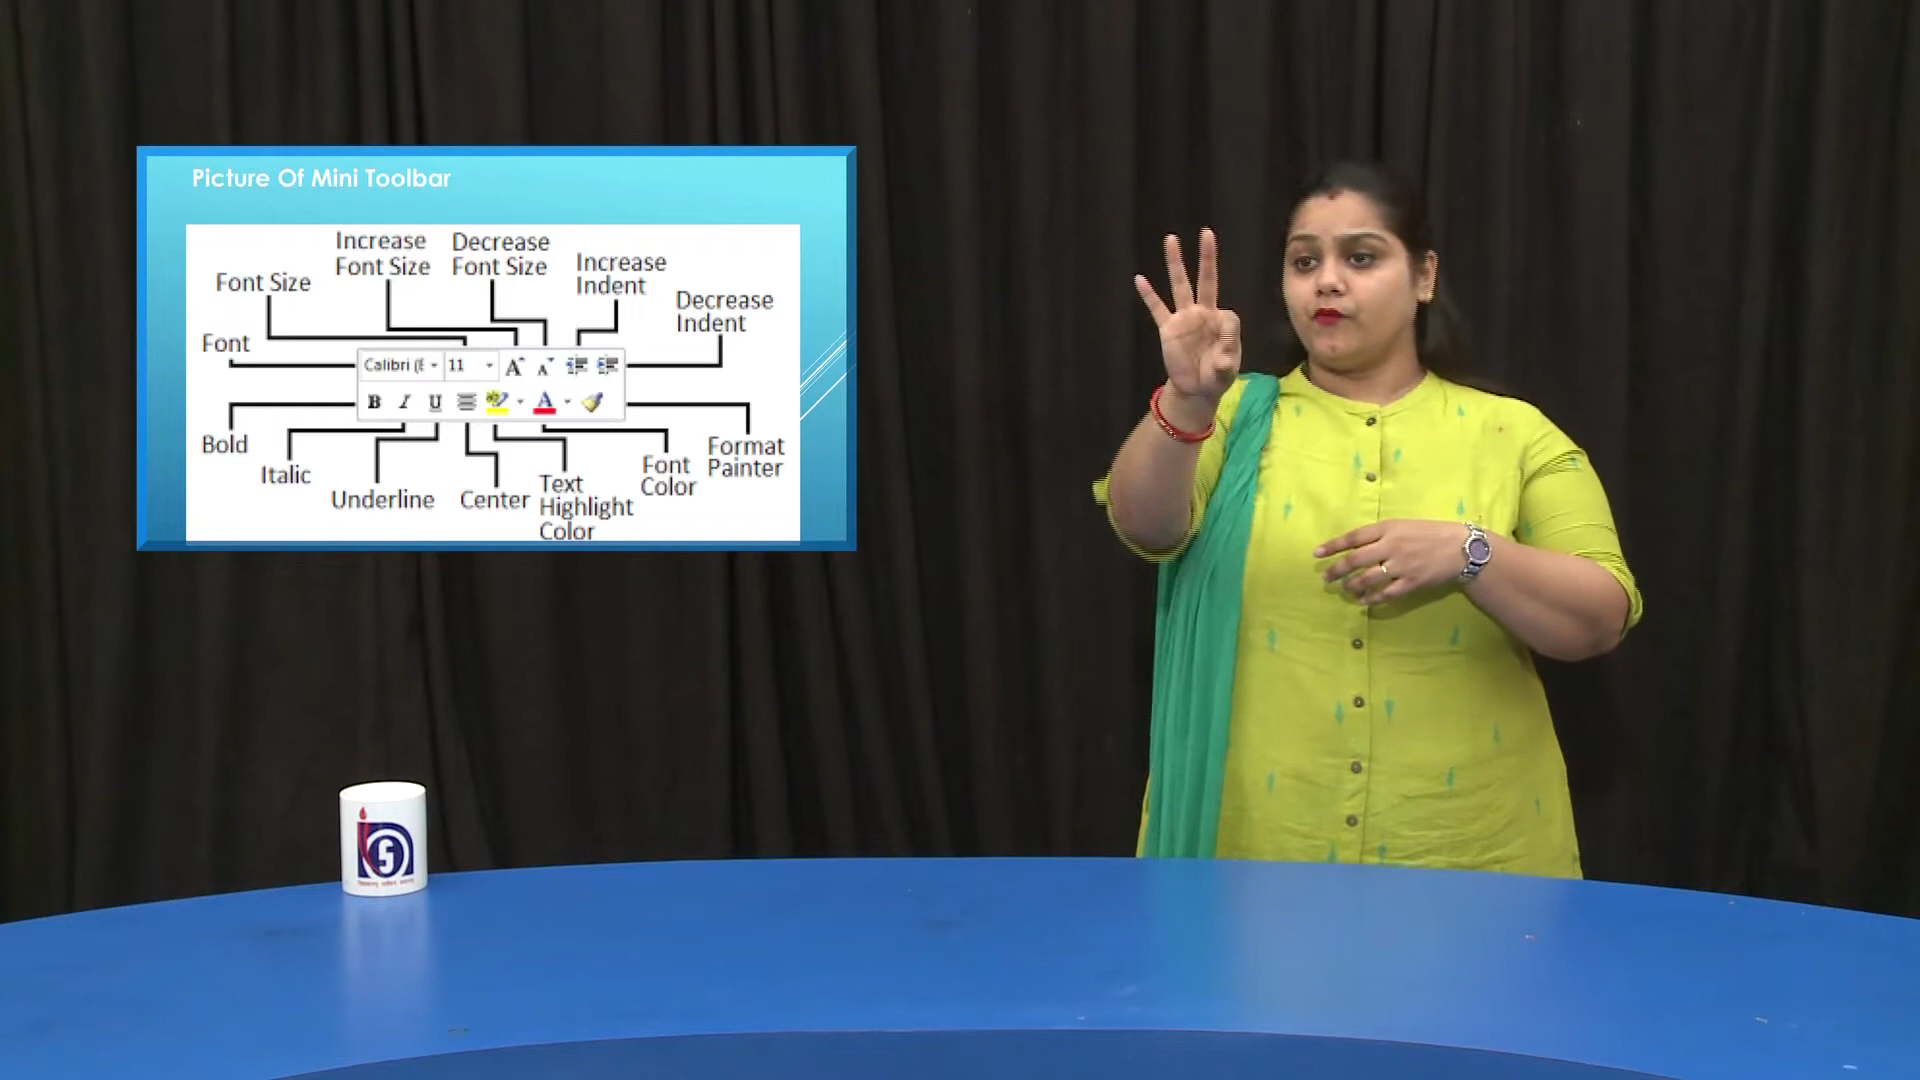 Picture Of Mini Toolbar
Increase
Font Size
Decrease
Font Size
Increase
Indent
Font Size
Decrease
Indent
Font
Calibri (E
11
A
A
B
I
U
A
Bold
Italic
Underline
Center
Text
Highlight
Color
Font
Color
Format
Painter